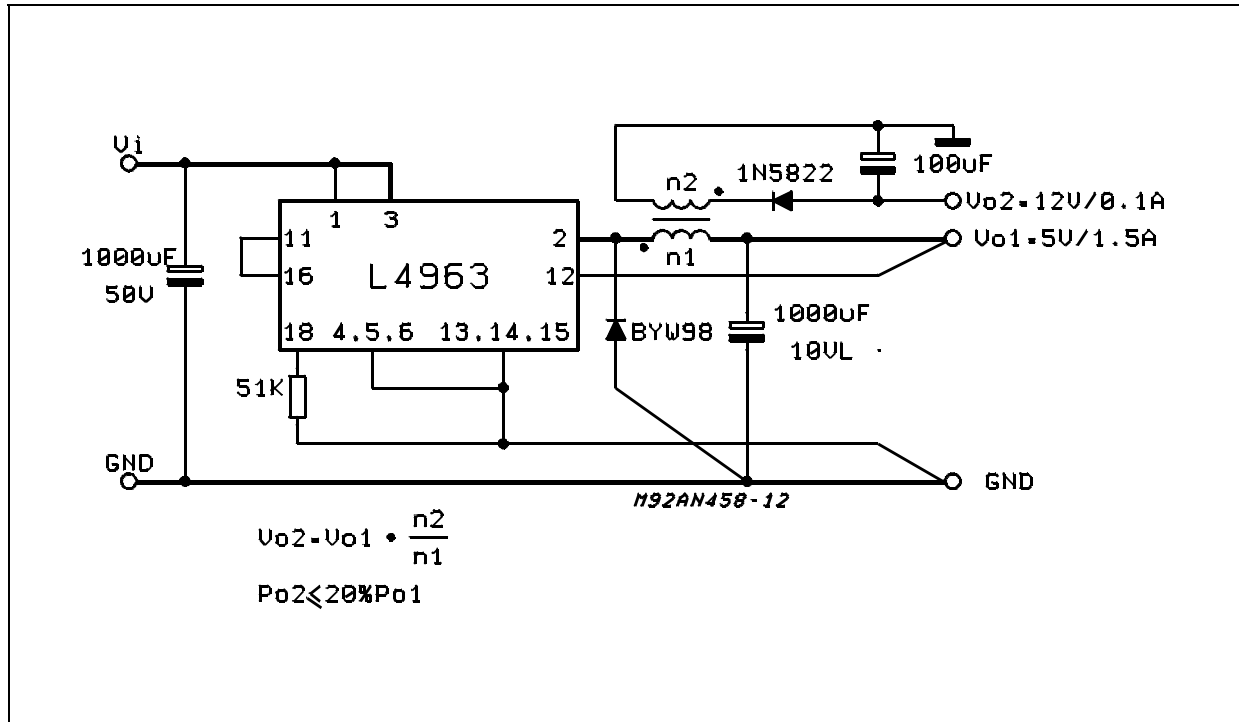 Vi
1N5822
100uF
n2
Vo2=12V/0.1A
1
3
11
2
Vo1=5V/1.5A
n1
1000uF
50V
16
L4963
12
18
4,5,6
13,14,15
BYW98
1000uF
10VL
51K
GND
GND
M92AN458-12
Vo2=Vo1 • n2
n1
Po2≤20%Po1